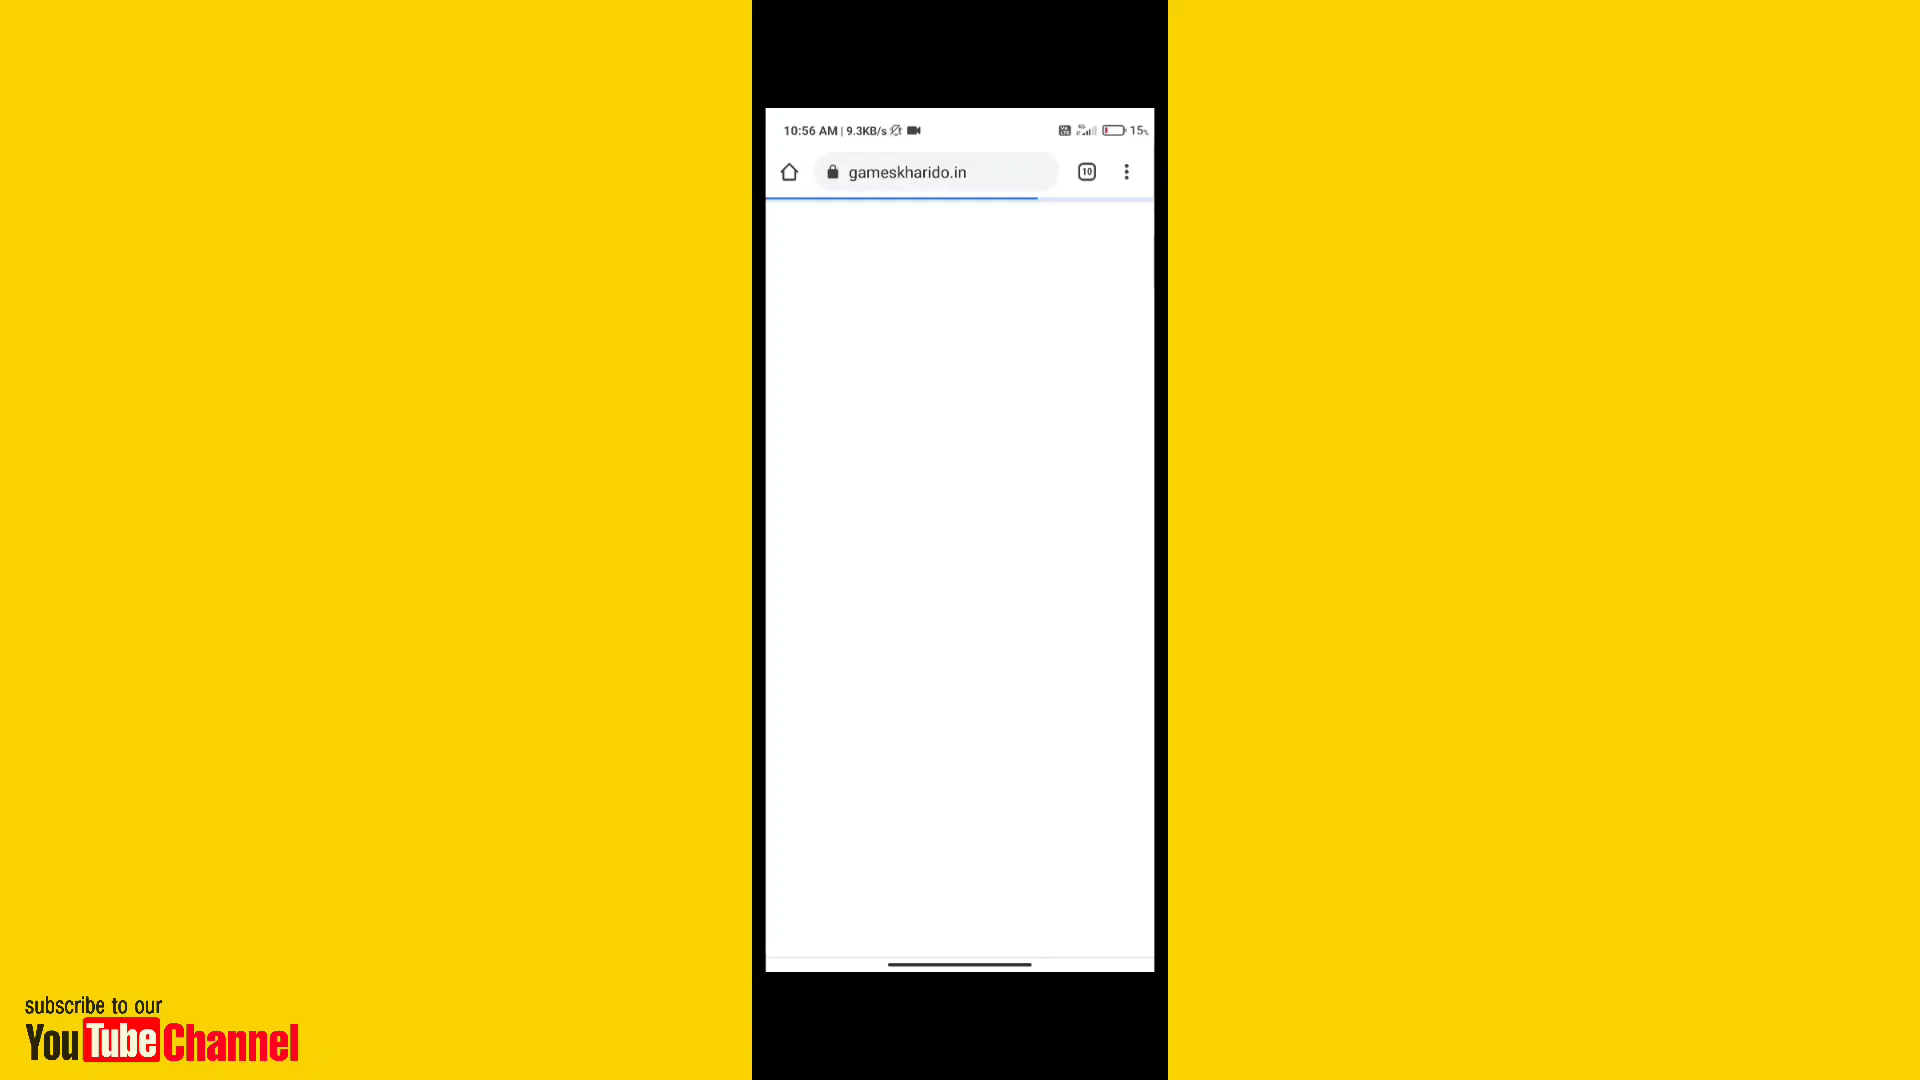 10:56 AM | 9.3KB/s 15%
gameskharido.in 10
subscribe to our
YouTube Channel